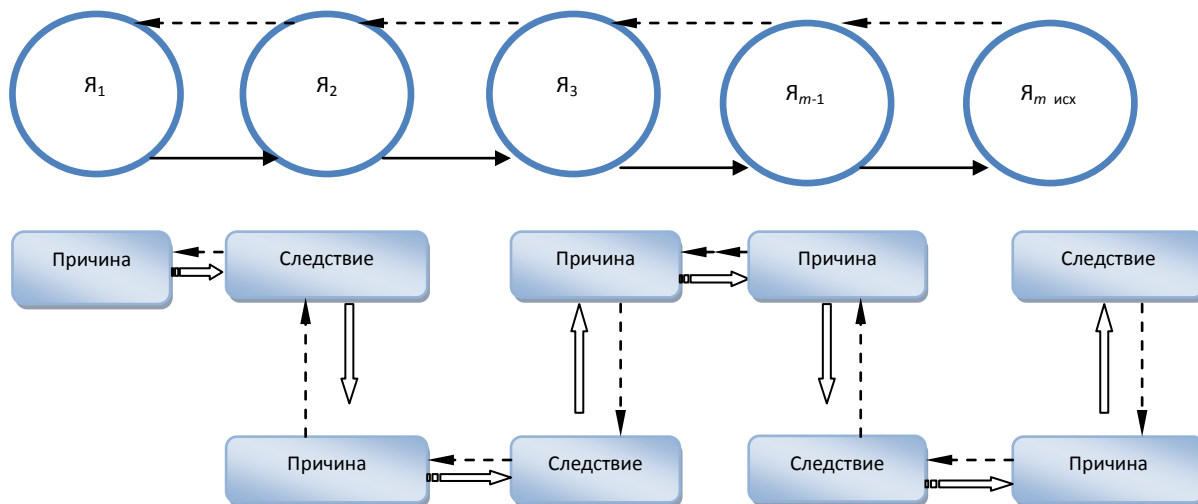 Я1
Я2
Я3
Яm-1
Яm исх
Причина
Следствие
Причина
Причина
Следствие
Причина
Следствие
Следствие
Причина